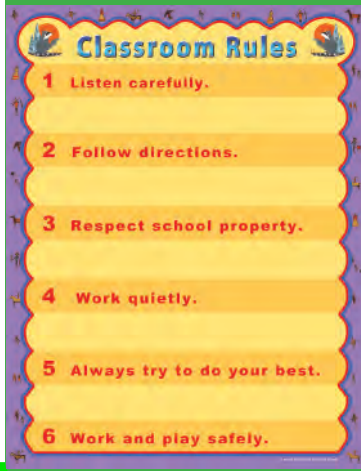 Classroom Rules
1 Listen carefully.
2 Follow directions.
3 Respect school property.
4 Work quietly.
5 Always try to do your best.
6 Work and play safely.